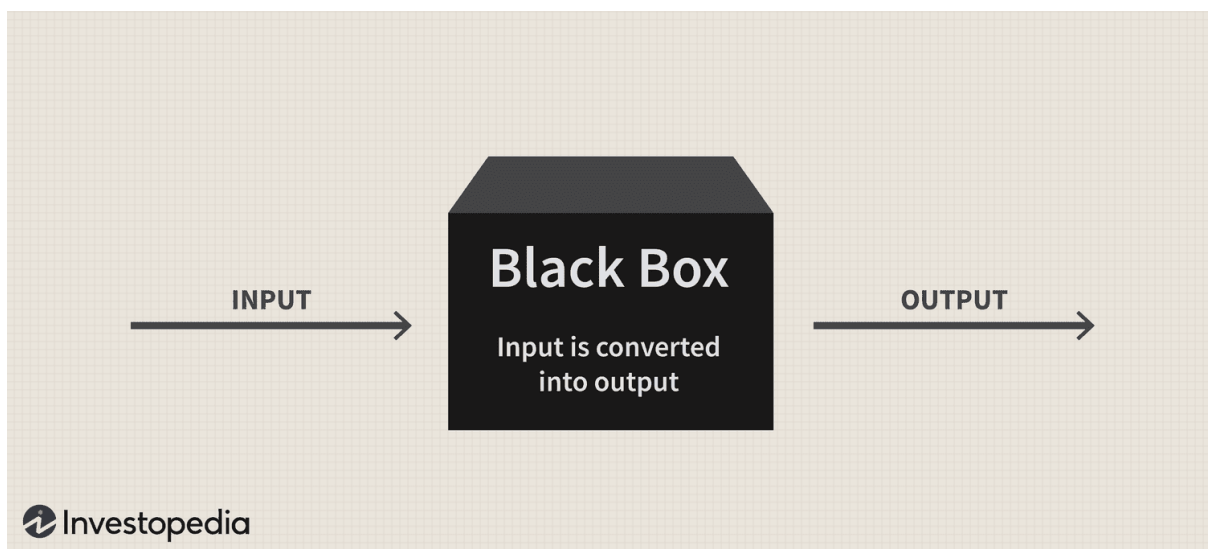 Black Box
INPUT
OUTPUT
Input is converted
into output
Investopedia